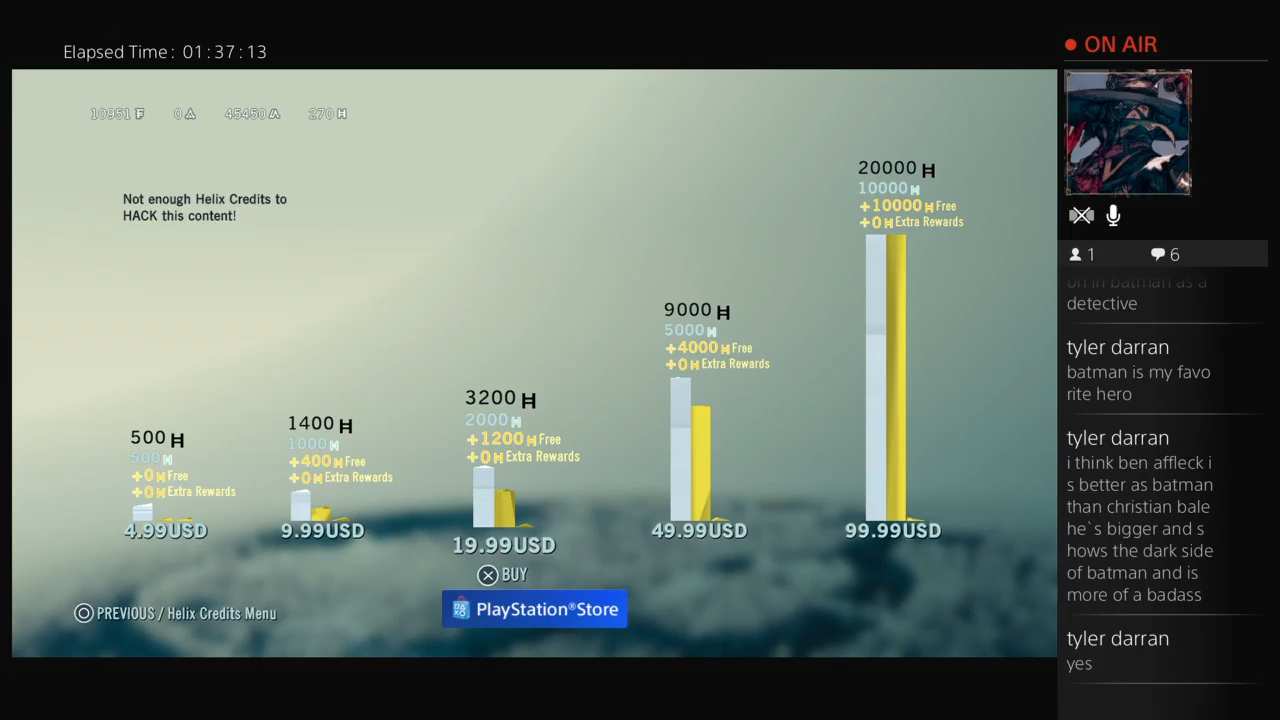 Elapsed Time: 01:37:13
ON AIR
10951 F 0 A 45450 A 270 H
Not enough Helix Credits to
HACK this content!
500 H
500 H
+0 H Free
+0 H Extra Rewards
4.99USD
1400 H
1000 H
+400 H Free
+0 H Extra Rewards
9.99USD
3200 H
2000 H
+1200 H Free
+0 H Extra Rewards
19.99USD
BUY
PlayStation®Store
9000 H
5000 H
+4000 H Free
+0 H Extra Rewards
49.99USD
20000 H
10000 H
+10000 H Free
+0 H Extra Rewards
99.99USD
PREVIOUS / Helix Credits Menu
1 6
on in batman as a
detective
tyler darran
batman is my favo
rite hero
tyler darran
i think ben affleck i
s better as batman
than christian bale
he`s bigger and s
hows the dark side
of batman and is
more of a badass
tyler darran
yes